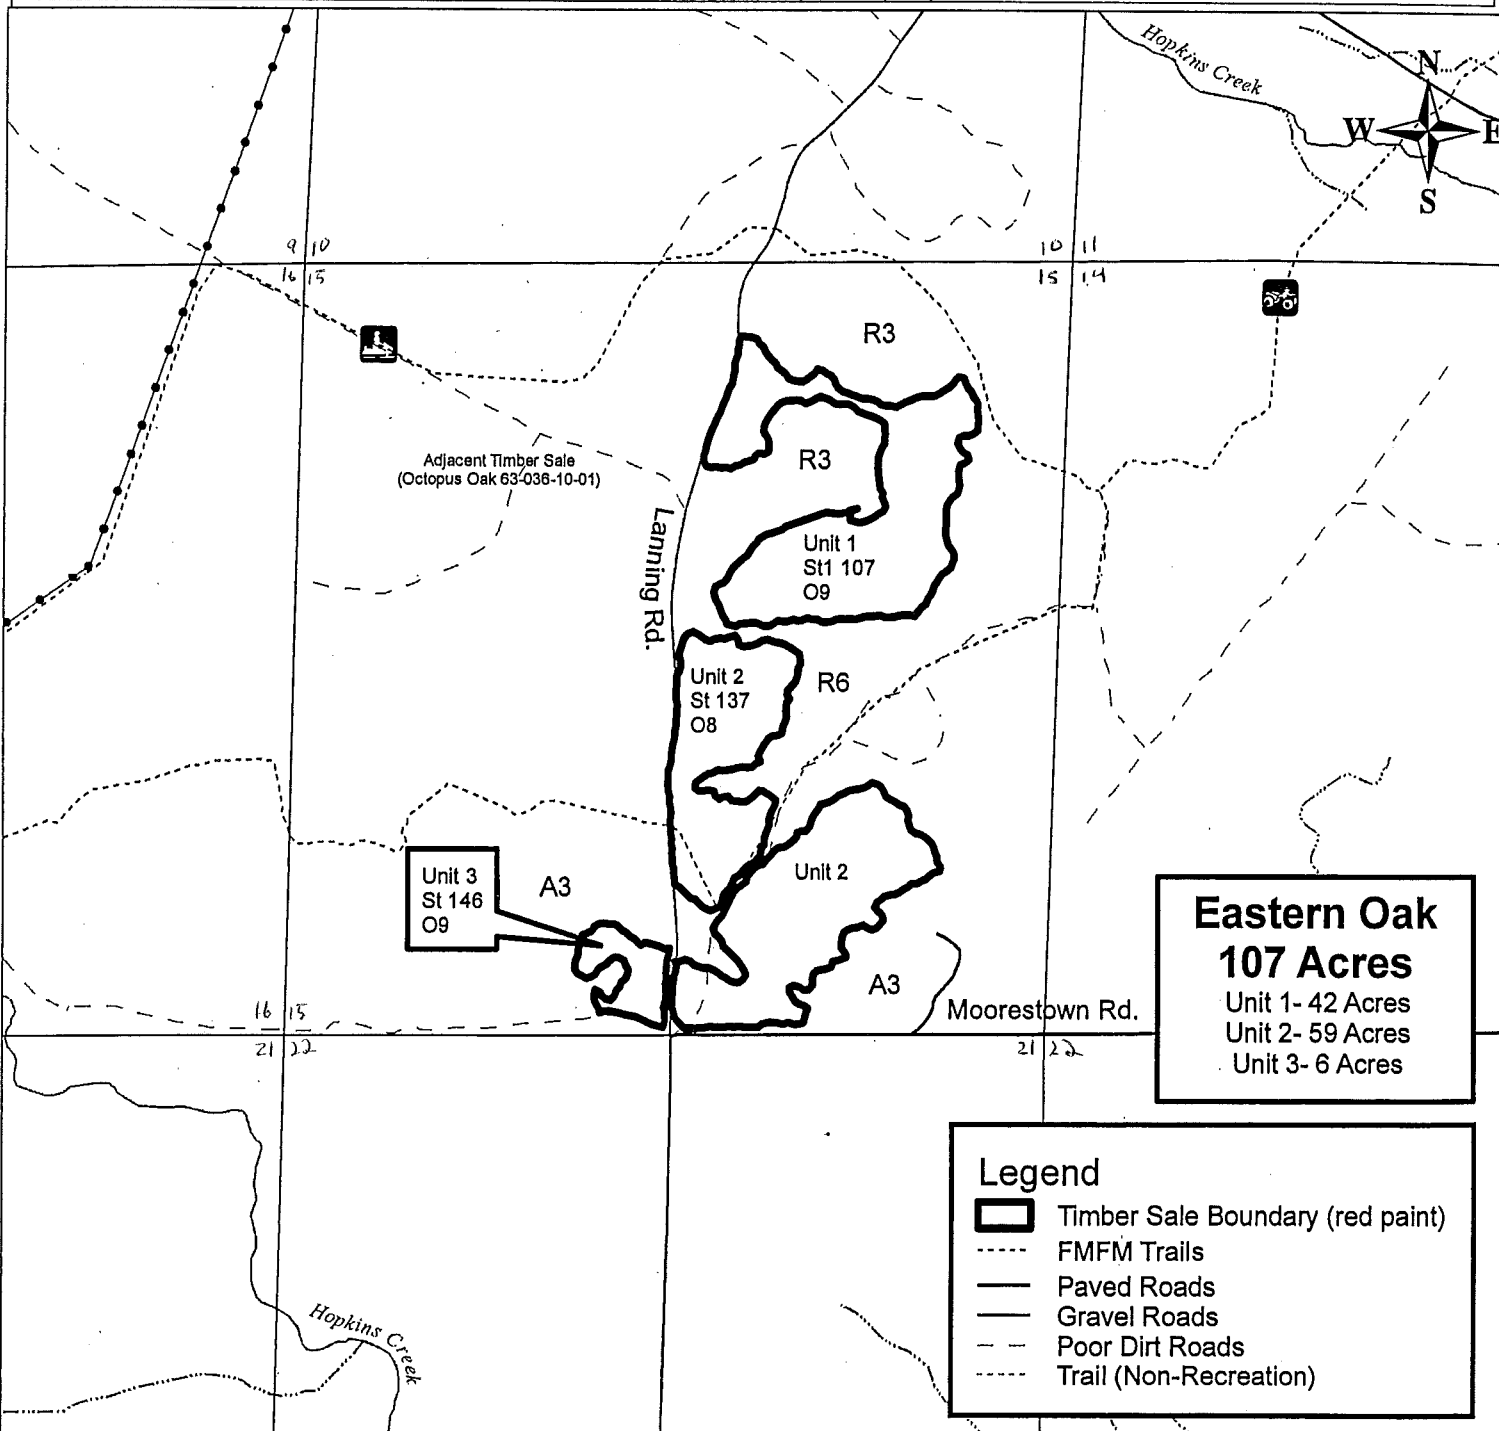 Hopkins Creek
N
W E
S
9 10
16 15
10 11
15 14
R3
Adjacent Timber Sale
(Octopus Oak 63-036-10-01)
R3
Lanning Rd.
Unit 1
St1 107
O9
Unit 2
St 137
O8
R6
Unit 3
St 146
O9
A3
Unit 2
A3
Moorestown Rd.
16 15
21 22
21 22
Eastern Oak
107 Acres
Unit 1- 42 Acres
Unit 2- 59 Acres
Unit 3- 6 Acres
Legend
Timber Sale Boundary (red paint)
FMFM Trails
Paved Roads
Gravel Roads
Poor Dirt Roads
Trail (Non-Recreation)
Hopkins Creek